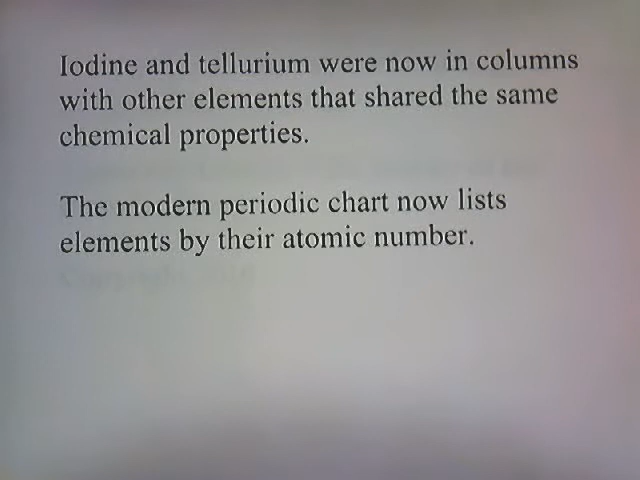 Iodine and tellurium were now in columns
with other elements that shared the same
chemical properties.
The modern periodic chart now lists
elements by their atomic number.